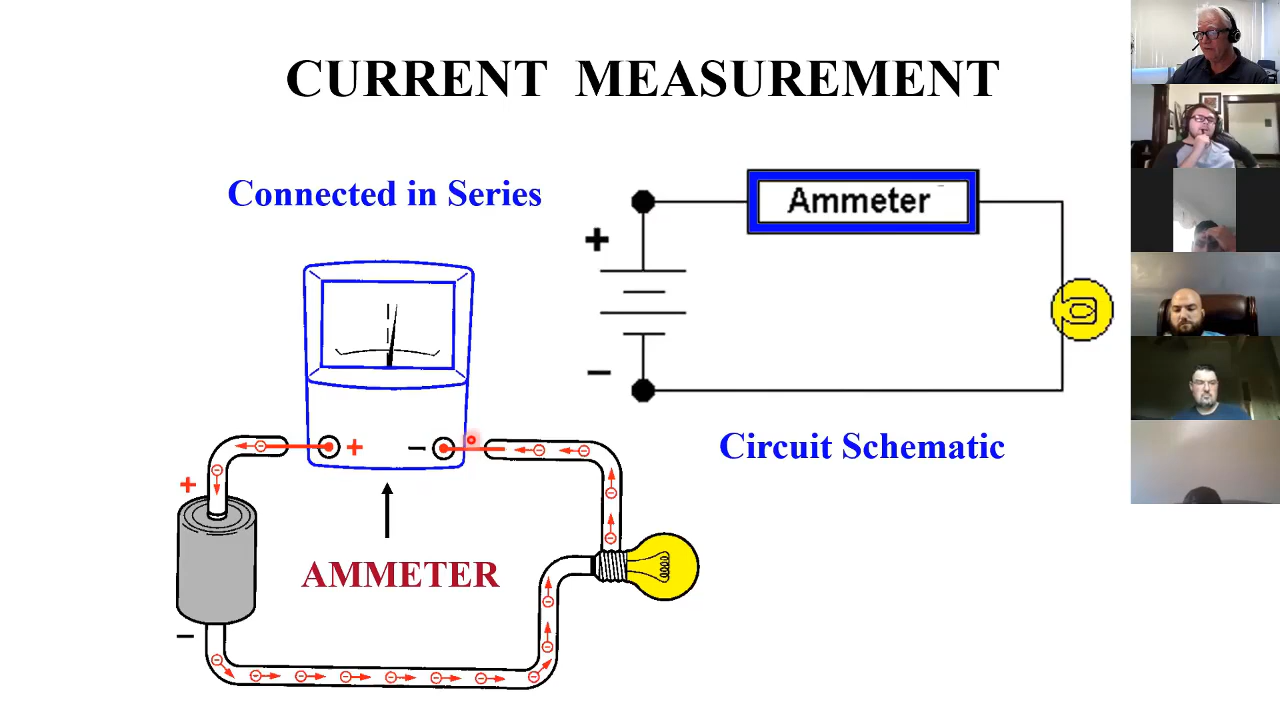 CURRENT MEASUREMENT
Connected in Series
Ammeter
+
−
+ −
+
Circuit Schematic
AMMETER
−